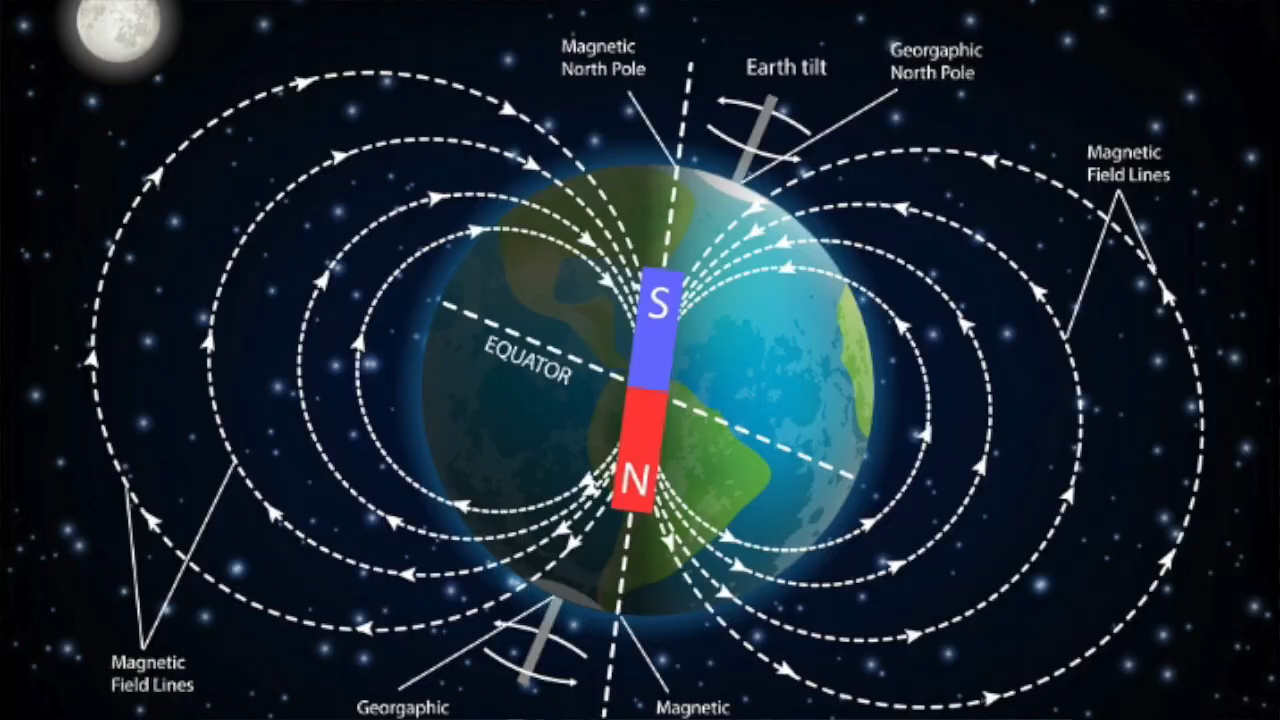 Magnetic
North Pole
Earth tilt
Georgaphic
North Pole
Magnetic
Field Lines
S
EQUATOR
N
Magnetic
Field Lines
Georgaphic
Magnetic